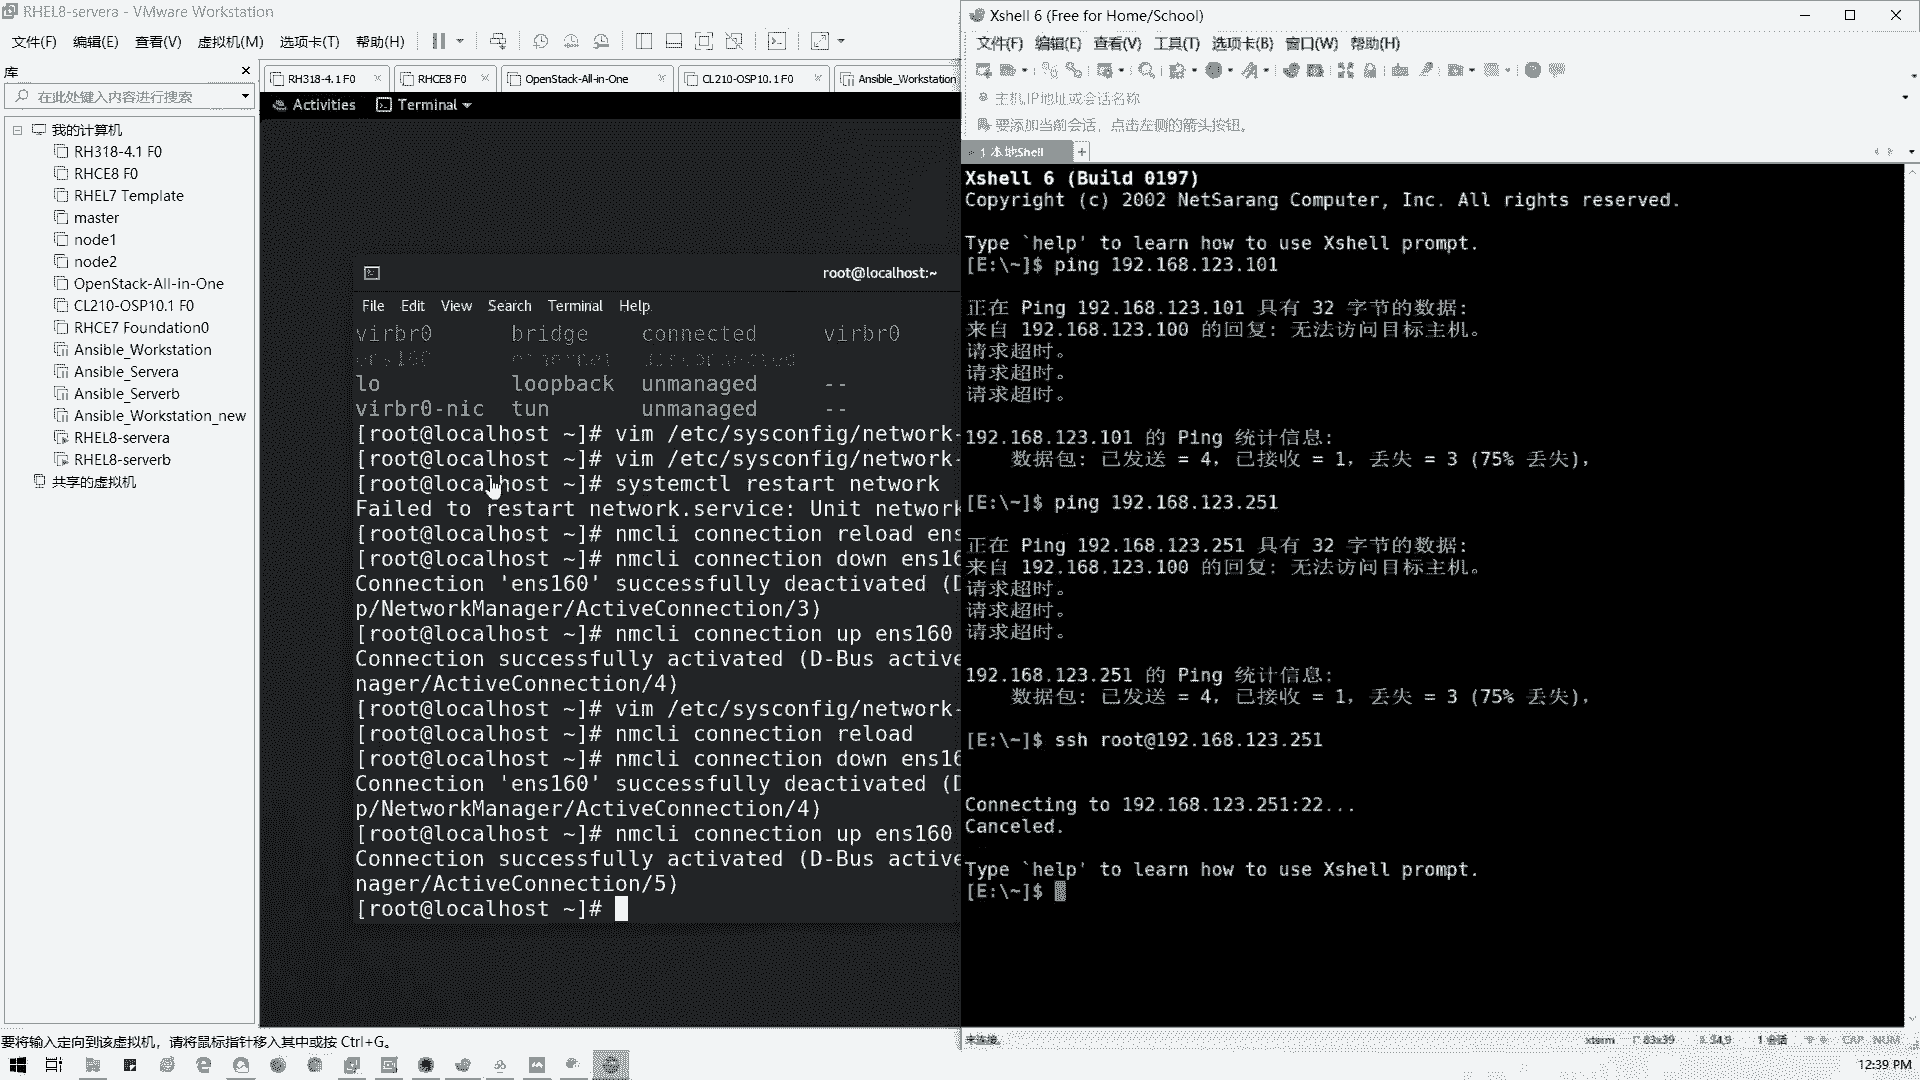 RHEL8-servera - VMware Workstation
文件(F) 编辑(E) 查看(V) 虚拟机(M) 选项卡(T) 帮助(H)
库
在此处键入内容进行搜索
我的计算机
RH318-4.1 F0
RHCE8 F0
RHEL7 Template
master
node1
node2
OpenStack-All-in-One
CL210-OSP10.1 F0
RHCE7 Foundation0
Ansible_Workstation
Ansible_Servera
Ansible_Serverb
Ansible_Workstation_new
RHEL8-servera
RHEL8-serverb
共享的虚拟机
RH318-4.1 F0 RHCE8 F0 OpenStack-All-in-One CL210-OSP10.1 F0 Ansible_Workstation
Activities Terminal
root@localhost:~
File Edit View Search Terminal Help
virbr0 bridge connected virbr0
ens160 ethernet disconnected
lo loopback unmanaged --
virbr0-nic tun unmanaged --
[root@localhost ~]# vim /etc/sysconfig/network-
[root@localhost ~]# vim /etc/sysconfig/network-
[root@localhost ~]# systemctl restart network
Failed to restart network.service: Unit network
[root@localhost ~]# nmcli connection reload ens
[root@localhost ~]# nmcli connection down ens16
Connection 'ens160' successfully deactivated (D
p/NetworkManager/ActiveConnection/3)
[root@localhost ~]# nmcli connection up ens160
Connection successfully activated (D-Bus active
nager/ActiveConnection/4)
[root@localhost ~]# vim /etc/sysconfig/network-
[root@localhost ~]# nmcli connection reload
[root@localhost ~]# nmcli connection down ens16
Connection 'ens160' successfully deactivated (D
p/NetworkManager/ActiveConnection/4)
[root@localhost ~]# nmcli connection up ens160
Connection successfully activated (D-Bus active
nager/ActiveConnection/5)
[root@localhost ~]#
要将输入定向到该虚拟机，请将鼠标指针移入其中或按 Ctrl+G。
Xshell 6 (Free for Home/School)
文件(F) 编辑(E) 查看(V) 工具(T) 选项卡(B) 窗口(W) 帮助(H)
主机,IP地址或会话名称
要添加当前会话，点击左侧的箭头按钮。
1 本地Shell
Xshell 6 (Build 0197)
Copyright (c) 2002 NetSarang Computer, Inc. All rights reserved.
Type `help' to learn how to use Xshell prompt.
[E:\~]$ ping 192.168.123.101
正在 Ping 192.168.123.101 具有 32 字节的数据:
来自 192.168.123.100 的回复: 无法访问目标主机。
请求超时。
请求超时。
请求超时。
192.168.123.101 的 Ping 统计信息:
数据包: 已发送 = 4，已接收 = 1，丢失 = 3 (75% 丢失)，
[E:\~]$ ping 192.168.123.251
正在 Ping 192.168.123.251 具有 32 字节的数据:
来自 192.168.123.100 的回复: 无法访问目标主机。
请求超时。
请求超时。
请求超时。
192.168.123.251 的 Ping 统计信息:
数据包: 已发送 = 4，已接收 = 1，丢失 = 3 (75% 丢失)，
[E:\~]$ ssh root@192.168.123.251
Connecting to 192.168.123.251:22...
Canceled.
Type `help' to learn how to use Xshell prompt.
[E:\~]$
未连接。 xterm 83x39 34,9 1 会话 CAP NUM
12:39 PM